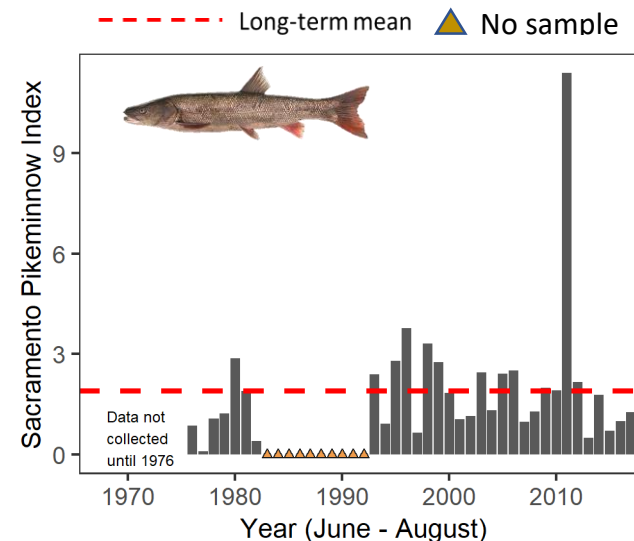 Long-term mean
No sample
Sacramento Pikeminnow Index
9
6
3
0
Data not
collected
until 1976
1970
1980
1990
2000
2010
Year (June - August)